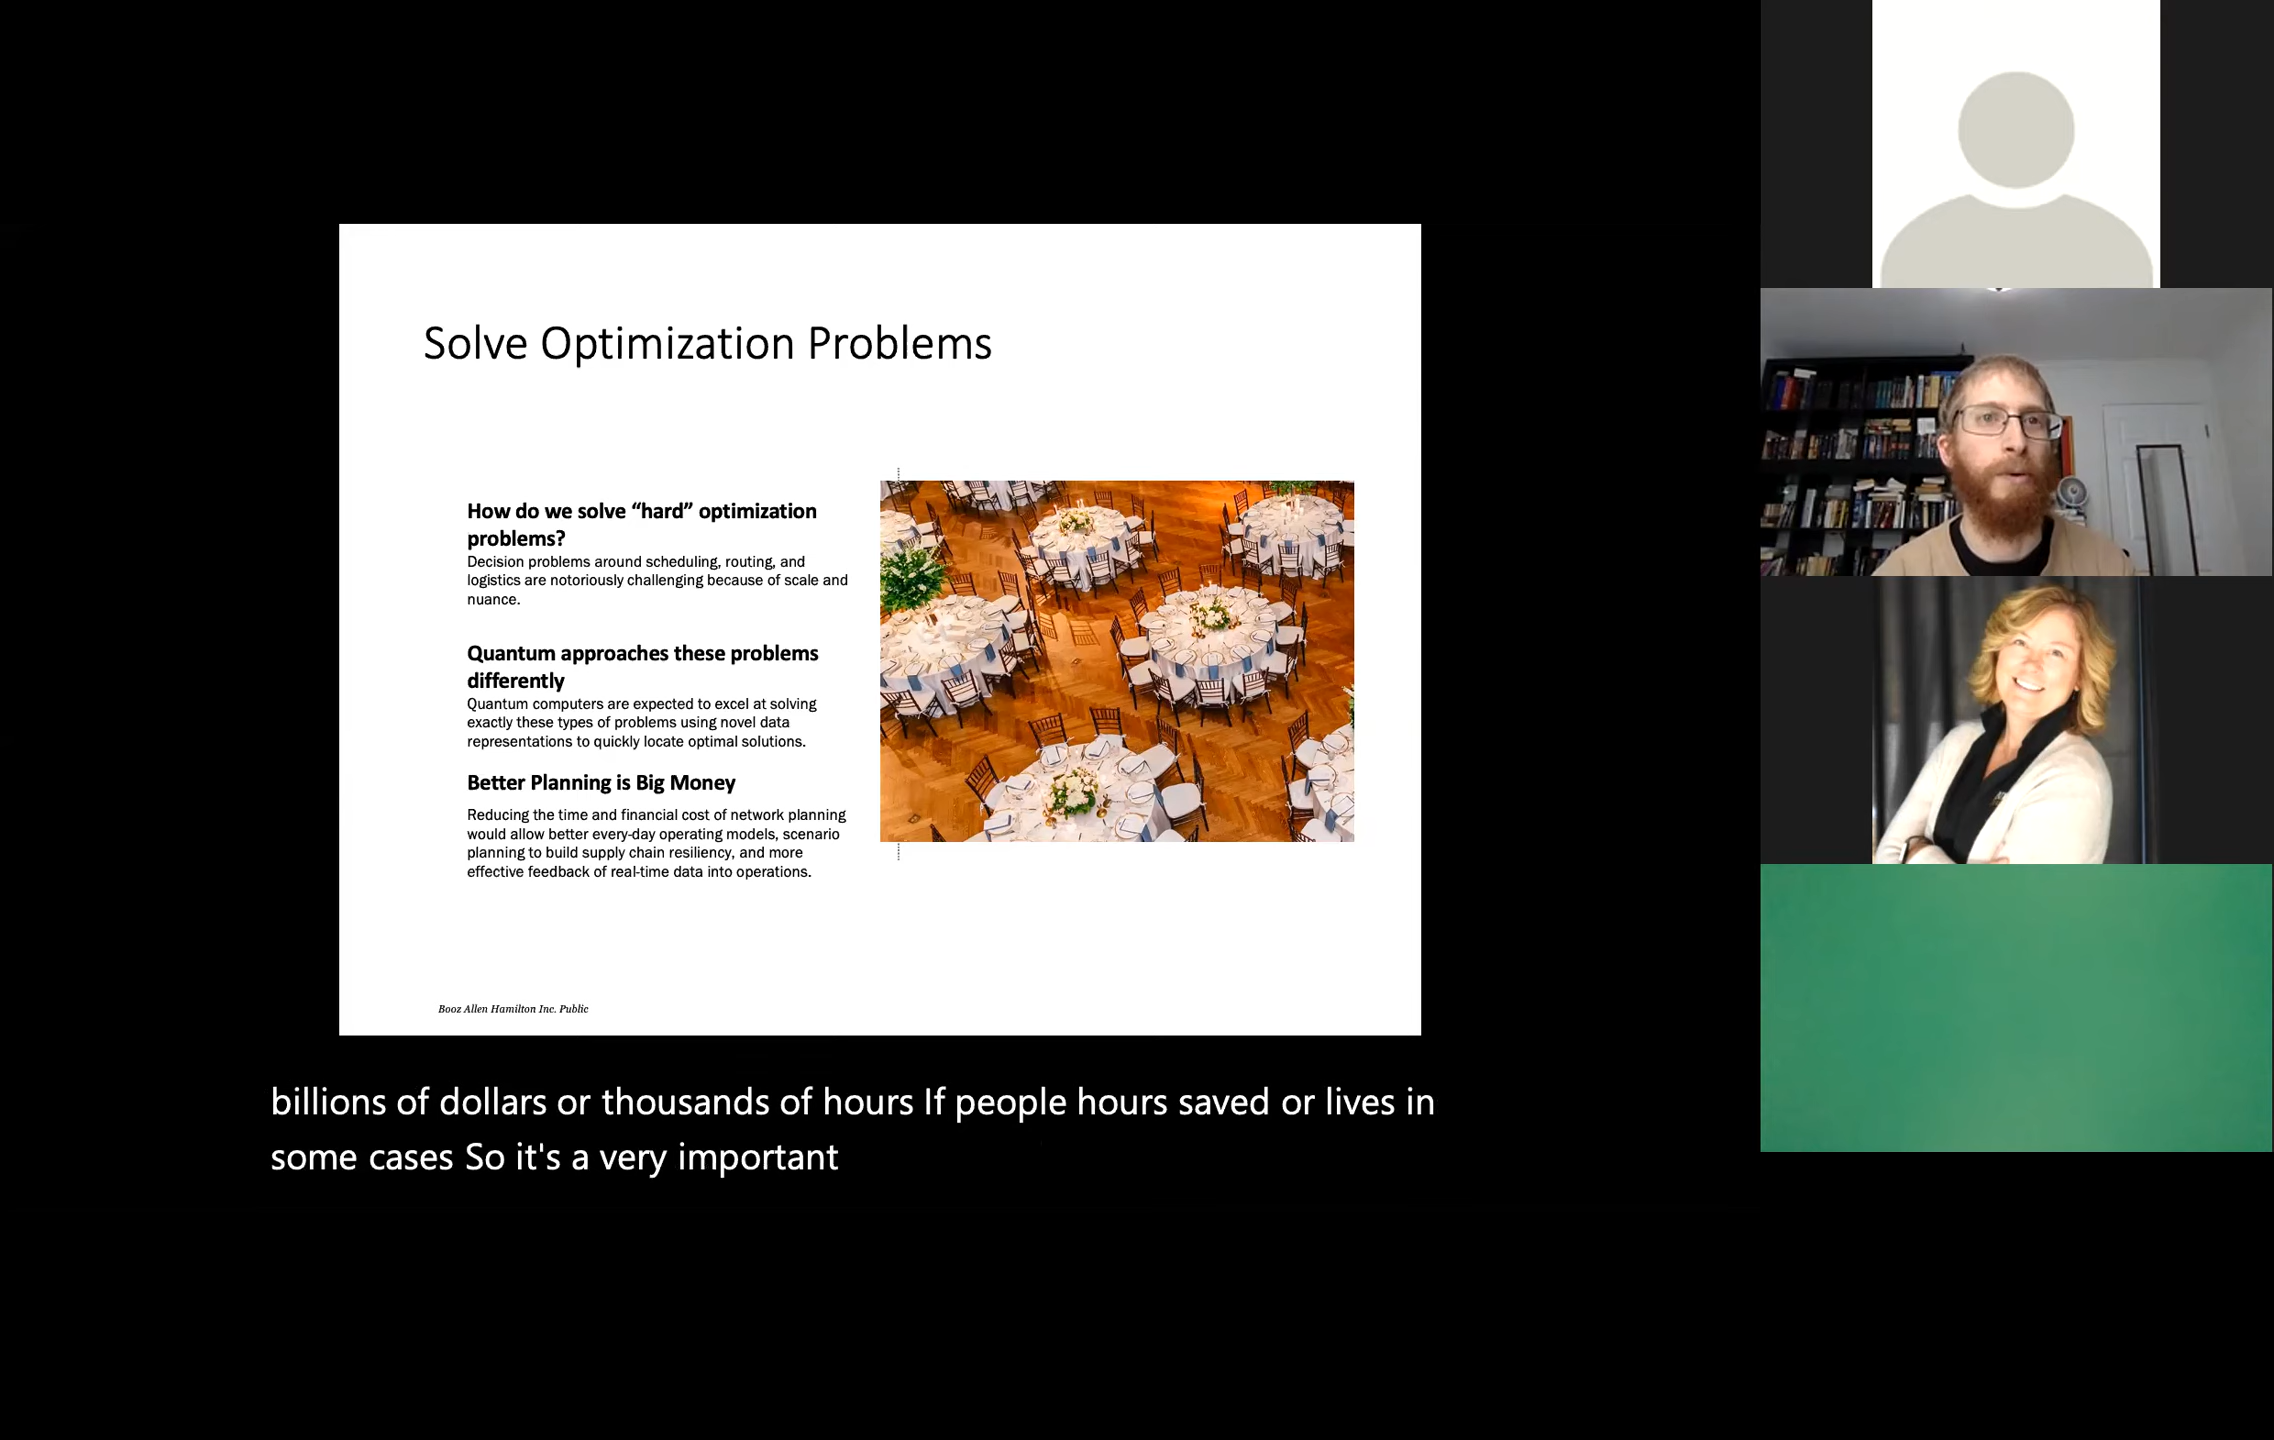 Solve Optimization Problems
How do we solve “hard” optimization
problems?
Decision problems around scheduling, routing, and
logistics are notoriously challenging because of scale and
nuance.
Quantum approaches these problems
differently
Quantum computers are expected to excel at solving
exactly these types of problems using novel data
representations to quickly locate optimal solutions.
Better Planning is Big Money
Reducing the time and financial cost of network planning
would allow better every-day operating models, scenario
planning to build supply chain resiliency, and more
effective feedback of real-time data into operations.
Booz Allen Hamilton Inc. Public
billions of dollars or thousands of hours If people hours saved or lives in
some cases So it's a very important